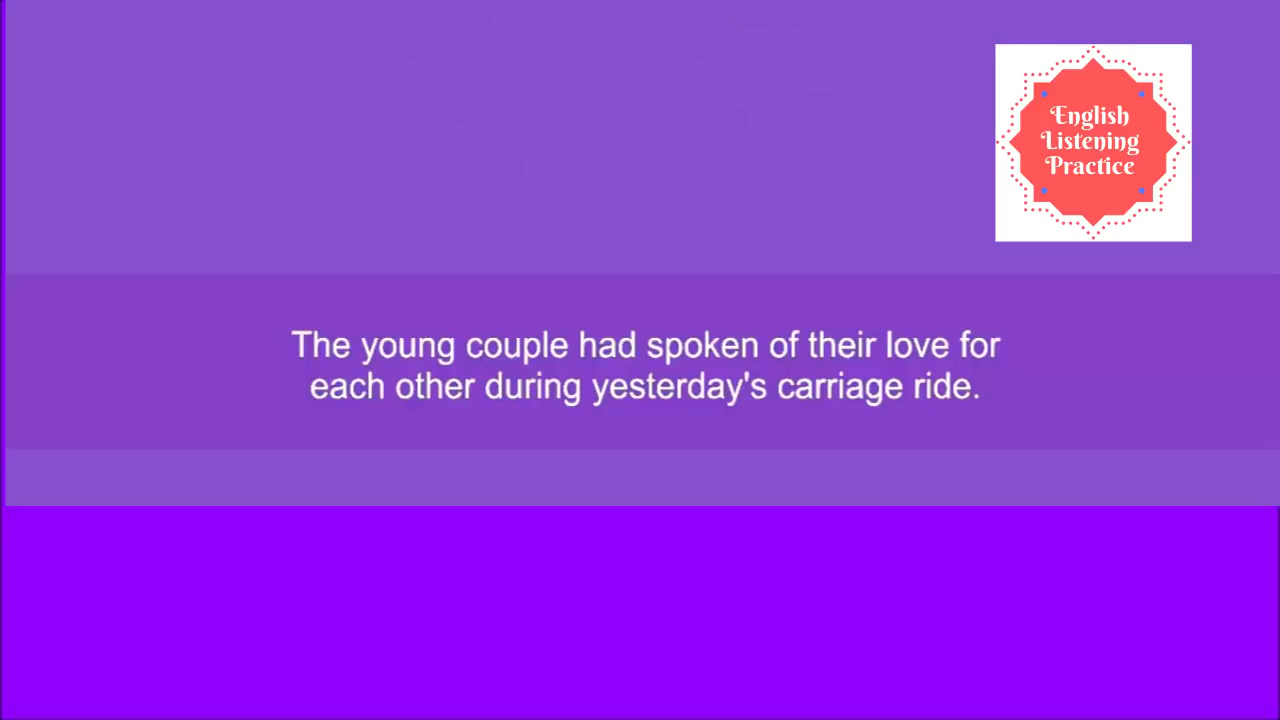 English
Listening
Practice
The young couple had spoken of their love for
each other during yesterday's carriage ride.